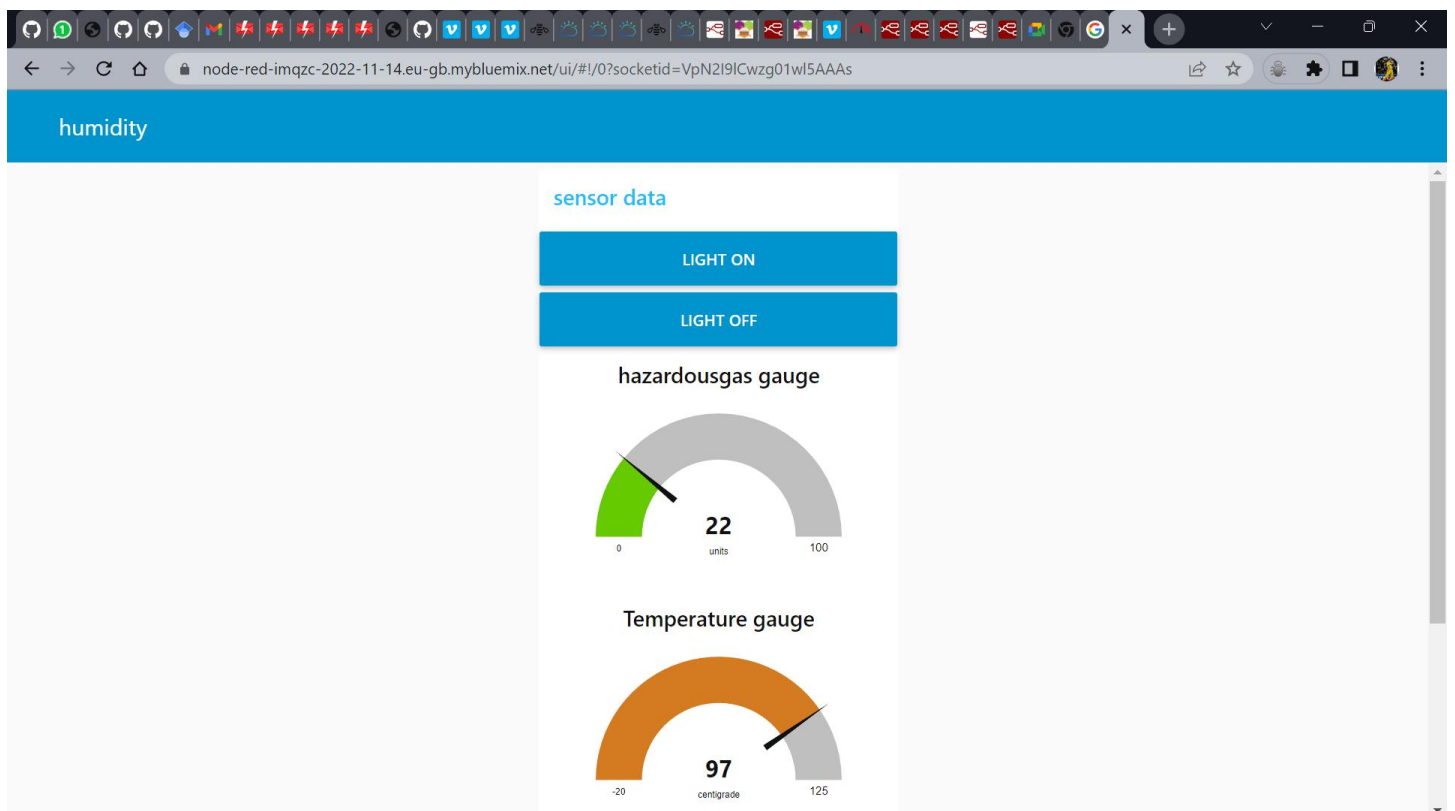 node-red-imqzc-2022-11-14.eu-gb.mybluemix.net/ui/#!/0?socketid=VpN2I9lCwzg01wl5AAAs
humidity
sensor data
LIGHT ON
LIGHT OFF
hazardousgas gauge
22
0 units 100
Temperature gauge
97
-20 centigrade 125